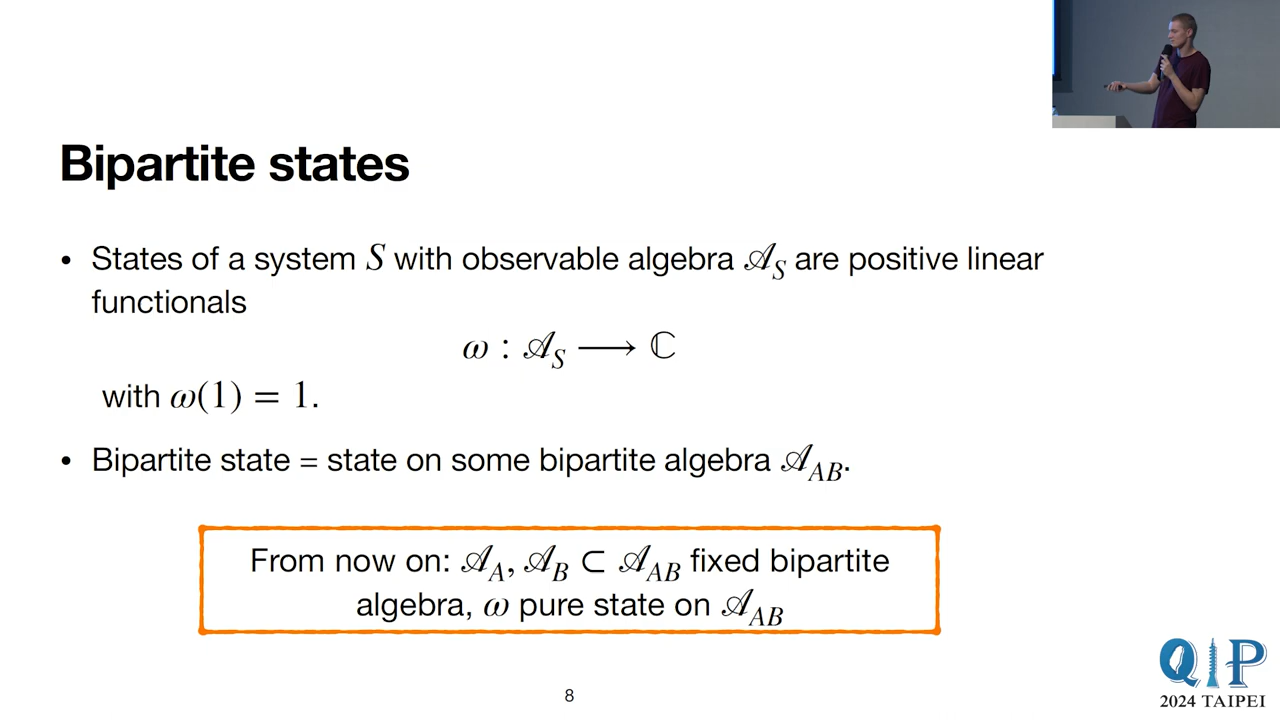 Bipartite states
• States of a system S with observable algebra 𝒜_S are positive linear
functionals
ω : 𝒜_S ⟶ ℂ
with ω(1) = 1.
• Bipartite state = state on some bipartite algebra 𝒜_AB.
From now on: 𝒜_A, 𝒜_B ⊂ 𝒜_AB fixed bipartite
algebra, ω pure state on 𝒜_AB
8
QIP
2024 TAIPEI